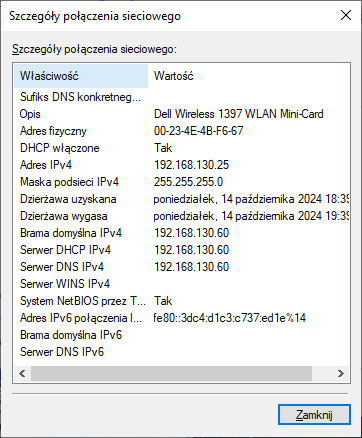 Szczegóły połączenia sieciowego
Szczegóły połączenia sieciowego:
Właściwość Wartość
Sufiks DNS konkretneg...
Opis Dell Wireless 1397 WLAN Mini-Card
Adres fizyczny 00-23-4E-4B-F6-67
DHCP włączone Tak
Adres IPv4 192.168.130.25
Maska podsieci IPv4 255.255.255.0
Dzierżawa uzyskana poniedziałek, 14 października 2024 18:39
Dzierżawa wygasa poniedziałek, 14 października 2024 19:39
Brama domyślna IPv4 192.168.130.60
Serwer DHCP IPv4 192.168.130.60
Serwer DNS IPv4 192.168.130.60
Serwer WINS IPv4
System NetBIOS przez T... Tak
Adres IPv6 połączenia l... fe80::3dc4:d1c3:c737:ed1e%14
Brama domyślna IPv6
Serwer DNS IPv6
Zamknij